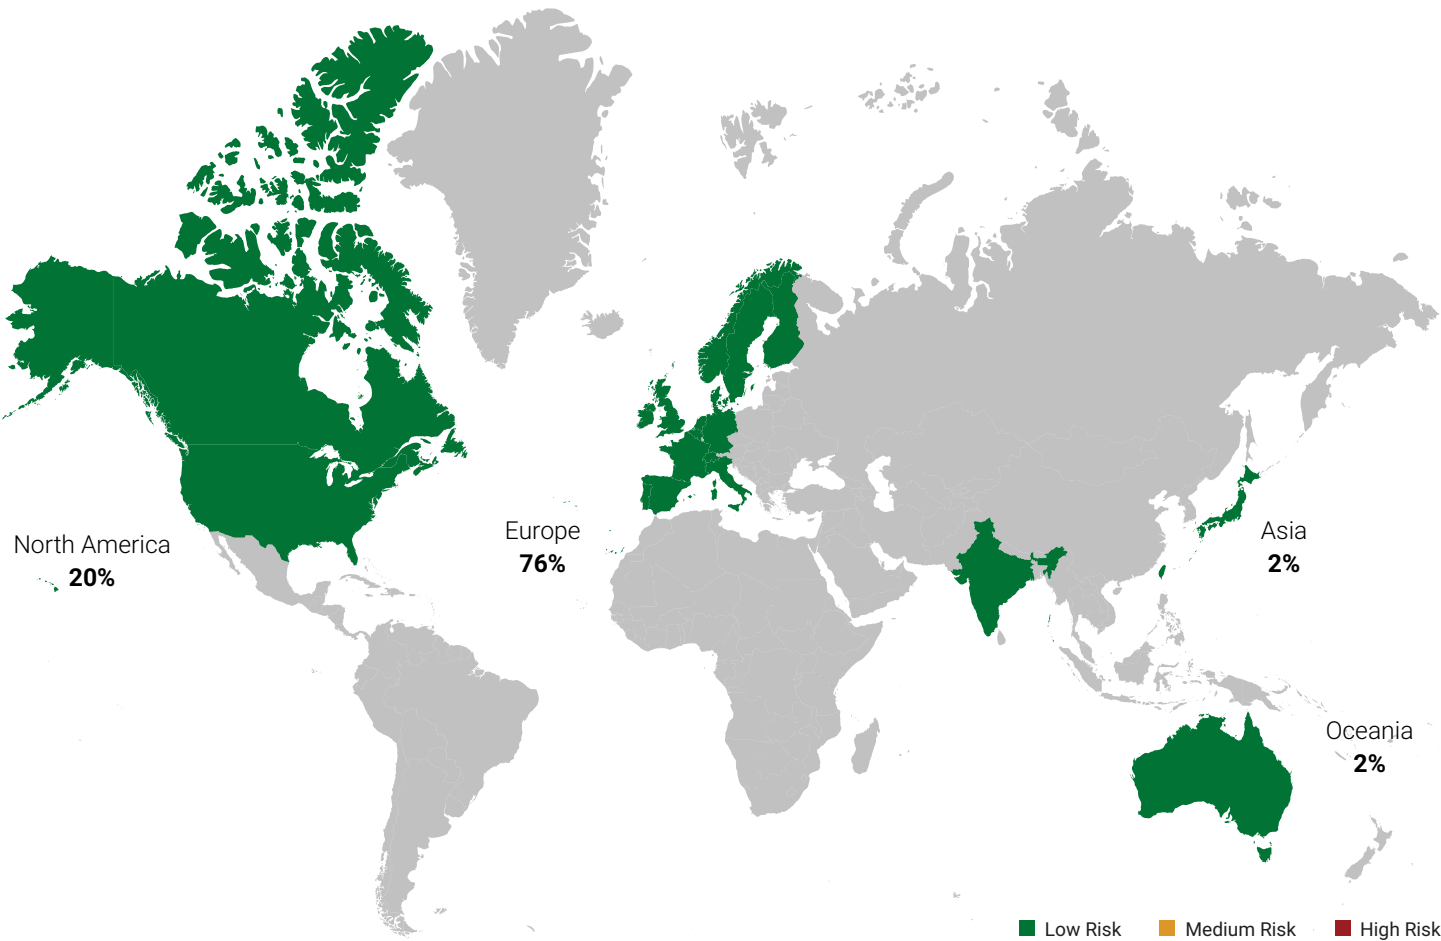 North America
20%
Europe
76%
Asia
2%
Oceania
2%
Low Risk
Medium Risk
High Risk